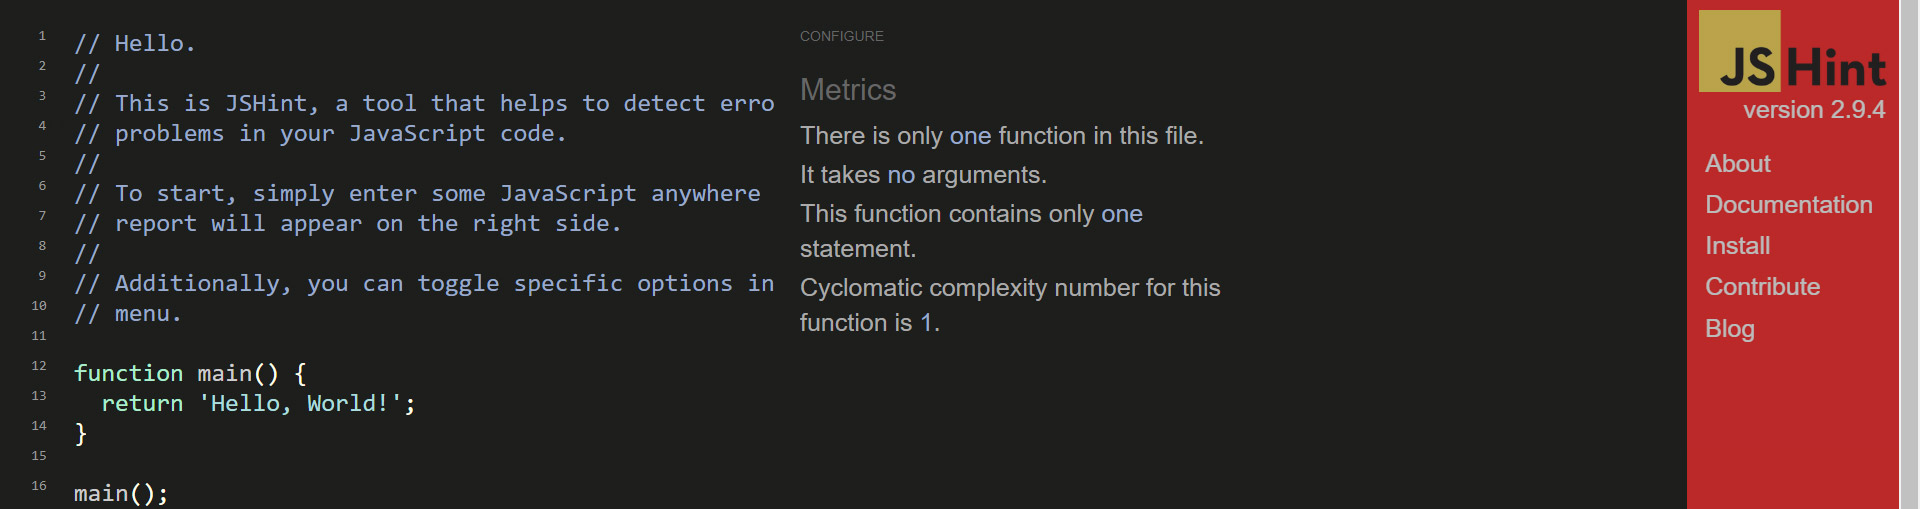 1 // Hello.
2 //
3 // This is JSHint, a tool that helps to detect erro
4 // problems in your JavaScript code.
5 //
6 // To start, simply enter some JavaScript anywhere
7 // report will appear on the right side.
8 //
9 // Additionally, you can toggle specific options in
10 // menu.
11
12 function main() {
13   return 'Hello, World!';
14 }
15
16 main();
CONFIGURE
Metrics
There is only one function in this file.
It takes no arguments.
This function contains only one
statement.
Cyclomatic complexity number for this
function is 1.
JSHint
version 2.9.4
About
Documentation
Install
Contribute
Blog